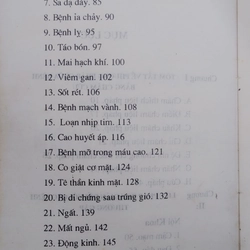 7. Sa dạ dày. 85
8. Bệnh ỉa chảy. 90
9. Bệnh lỵ. 95
10. Táo bón. 97
11. Mai hạch khí. 100
12. Viêm gan. 102
13. Sốt rét. 106
14. Bệnh mạch vành. 108
15. Loạn nhịp tim. 113
16. Cao huyết áp. 116
17. Bệnh mỡ trong máu cao. 121
18. Co giật cơ mặt. 124
19. Tê thần kinh mặt. 127
20. Bị di chứng sau trúng gió. 132
21. Ngất. 139
22. Mất ngủ. 142
23. Động kinh. 145